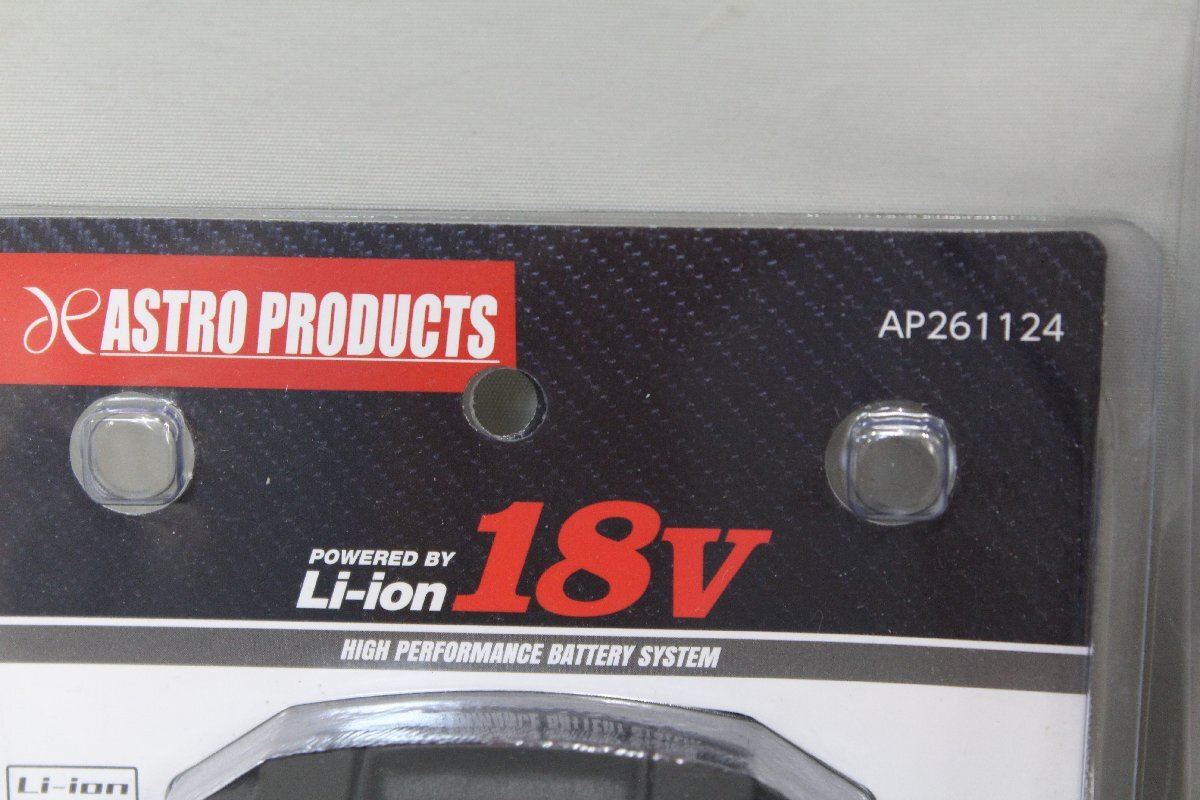 ASTRO PRODUCTS
AP261124
POWERED BY
Li-ion 18V
HIGH PERFORMANCE BATTERY SYSTEM
Li-ion